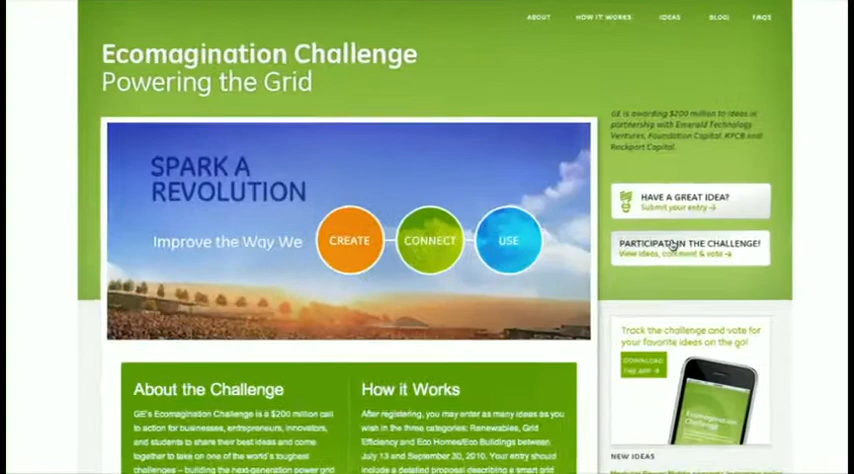 ABOUT HOW IT WORKS IDEAS BLOG FAQS
Ecomagination Challenge
Powering the Grid
GE is awarding $200 million to ideas in
partnership with Emerald Technology
Ventures, Foundation Capital, KPCB and
Rockport Capital.
SPARK A
REVOLUTION
Improve the Way We
CREATE
CONNECT
USE
HAVE A GREAT IDEA?
Submit your entry →
IN THE CHALLENGE!
View ideas, comment & vote →
Track the challenge and vote for
your favorite ideas on the go!
DOWNLOAD
THE APP →
Ecomagination
Challenge
NEW IDEAS
About the Challenge
GE's Ecomagination Challenge is a $200 million call
to action for businesses, entrepreneurs, innovators,
and students to share their best ideas and come
together to take on one of the world's toughest
challenges – building the next-generation power grid
How it Works
After registering, you may enter as many ideas as you
wish in the three categories: Renewables, Grid
Efficiency and Eco Homes/Eco Buildings between
July 13 and September 30, 2010. Your entry should
include a detailed proposal describing a smart grid